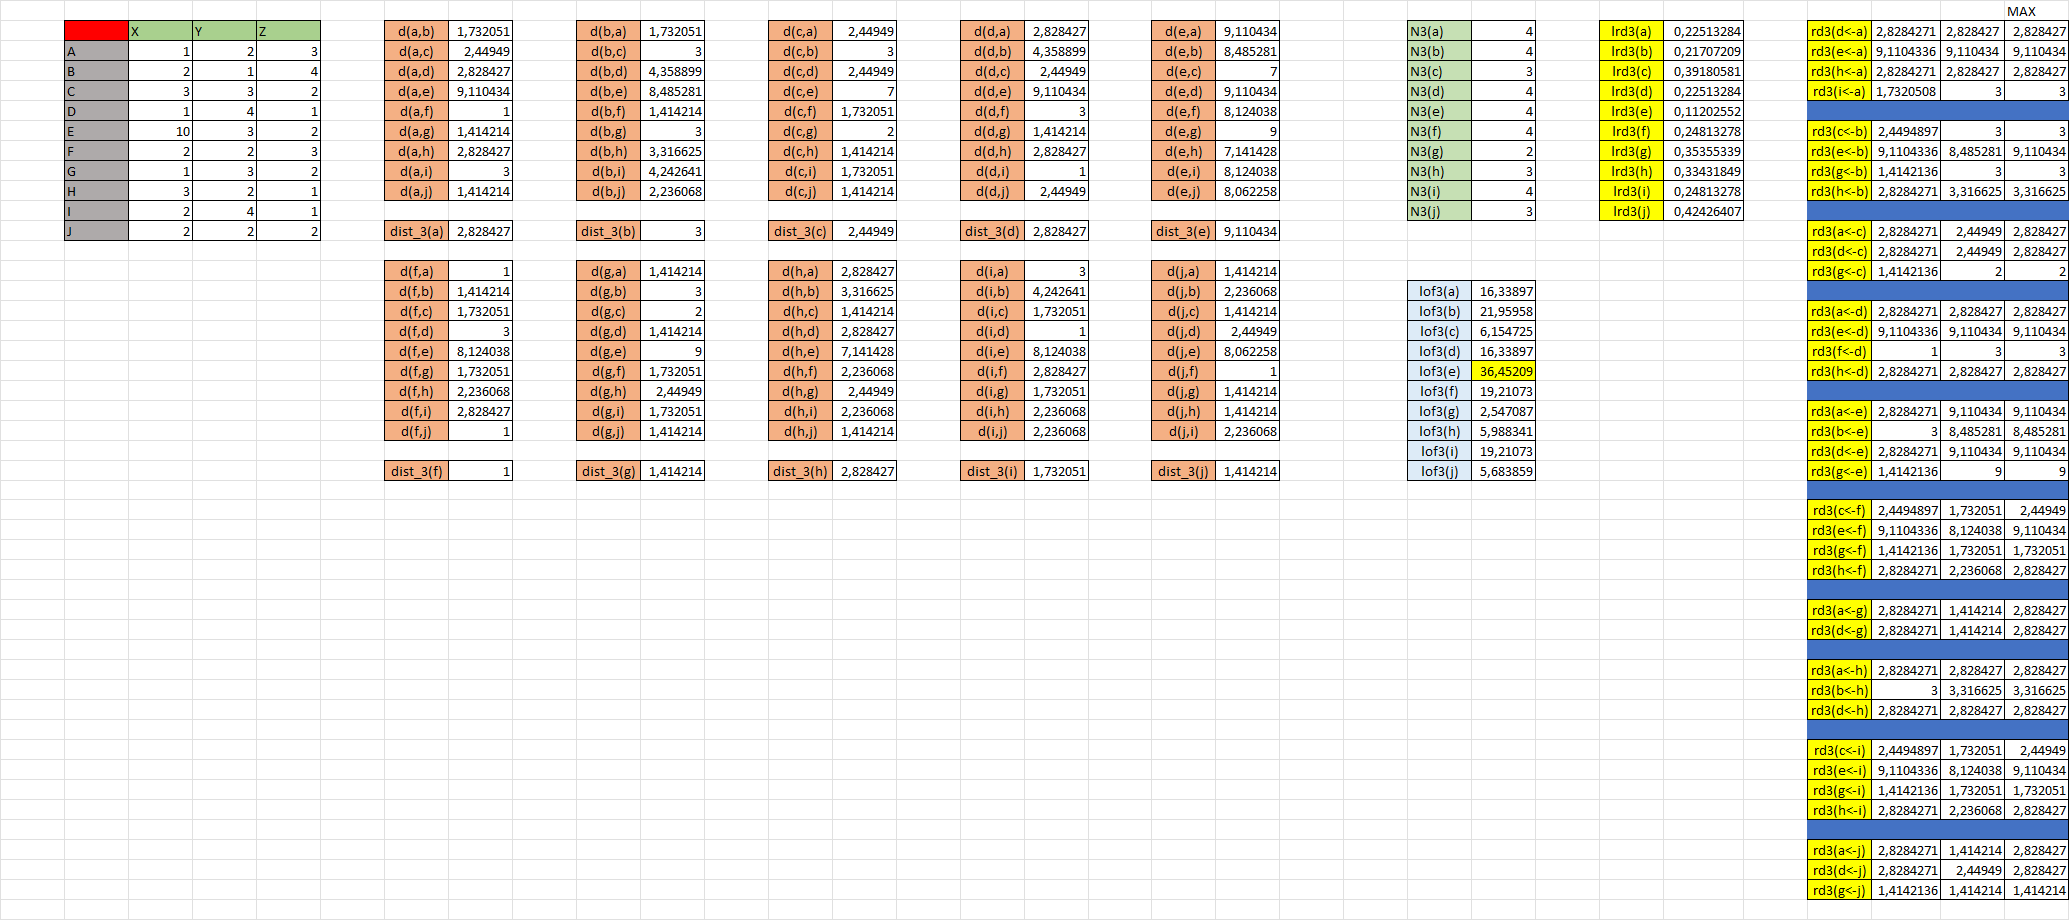 MAX
X Y Z d(a,b) 1,732051 d(b,a) 1,732051 d(c,a) 2,44949 d(d,a) 2,828427 d(e,a) 9,110434 N3(a) 4 lrd3(a) 0,22513284 rd3(d<-a) 2,8284271 2,828427 2,828427
A 1 2 3 d(a,c) 2,44949 d(b,c) 3 d(c,b) 3 d(d,b) 4,358899 d(e,b) 8,485281 N3(b) 4 lrd3(b) 0,21707209 rd3(e<-a) 9,1104336 9,110434 9,110434
B 2 1 4 d(a,d) 2,828427 d(b,d) 4,358899 d(c,d) 2,44949 d(d,c) 2,44949 d(e,c) 7 N3(c) 3 lrd3(c) 0,39180581 rd3(h<-a) 2,8284271 2,828427 2,828427
C 3 3 2 d(a,e) 9,110434 d(b,e) 8,485281 d(c,e) 7 d(d,e) 9,110434 d(e,d) 9,110434 N3(d) 4 lrd3(d) 0,22513284 rd3(i<-a) 1,7320508 3 3
D 1 4 1 d(a,f) 1 d(b,f) 1,414214 d(c,f) 1,732051 d(d,f) 3 d(e,f) 8,124038 N3(e) 4 lrd3(e) 0,11202552
E 10 3 2 d(a,g) 1,414214 d(b,g) 3 d(c,g) 2 d(d,g) 1,414214 d(e,g) 9 N3(f) 4 lrd3(f) 0,24813278 rd3(c<-b) 2,4494897 3 3
F 2 2 3 d(a,h) 2,828427 d(b,h) 3,316625 d(c,h) 1,414214 d(d,h) 2,828427 d(e,h) 7,141428 N3(g) 2 lrd3(g) 0,35355339 rd3(e<-b) 9,1104336 8,485281 9,110434
G 1 3 2 d(a,i) 3 d(b,i) 4,242641 d(c,i) 1,732051 d(d,i) 1 d(e,i) 8,124038 N3(h) 3 lrd3(h) 0,33431849 rd3(g<-b) 1,4142136 3 3
H 3 2 1 d(a,j) 1,414214 d(b,j) 2,236068 d(c,j) 1,414214 d(d,j) 2,44949 d(e,j) 8,062258 N3(i) 4 lrd3(i) 0,24813278 rd3(h<-b) 2,8284271 3,316625 3,316625
I 2 4 1 N3(j) 3 lrd3(j) 0,42426407
J 2 2 2 dist_3(a) 2,828427 dist_3(b) 3 dist_3(c) 2,44949 dist_3(d) 2,828427 dist_3(e) 9,110434 rd3(a<-c) 2,8284271 2,44949 2,828427
rd3(d<-c) 2,8284271 2,44949 2,828427
d(f,a) 1 d(g,a) 1,414214 d(h,a) 2,828427 d(i,a) 3 d(j,a) 1,414214 rd3(g<-c) 1,4142136 2 2
d(f,b) 1,414214 d(g,b) 3 d(h,b) 3,316625 d(i,b) 4,242641 d(j,b) 2,236068 lof3(a) 16,33897
d(f,c) 1,732051 d(g,c) 2 d(h,c) 1,414214 d(i,c) 1,732051 d(j,c) 1,414214 lof3(b) 21,95958 rd3(a<-d) 2,8284271 2,828427 2,828427
d(f,d) 3 d(g,d) 1,414214 d(h,d) 2,828427 d(i,d) 1 d(j,d) 2,44949 lof3(c) 6,154725 rd3(e<-d) 9,1104336 9,110434 9,110434
d(f,e) 8,124038 d(g,e) 9 d(h,e) 7,141428 d(i,e) 8,124038 d(j,e) 8,062258 lof3(d) 16,33897 rd3(f<-d) 1 3 3
d(f,g) 1,732051 d(g,f) 1,732051 d(h,f) 2,236068 d(i,f) 2,828427 d(j,f) 1 lof3(e) 36,45209 rd3(h<-d) 2,8284271 2,828427 2,828427
d(f,h) 2,236068 d(g,h) 2,44949 d(h,g) 2,44949 d(i,g) 1,732051 d(j,g) 1,414214 lof3(f) 19,21073
d(f,i) 2,828427 d(g,i) 1,732051 d(h,i) 2,236068 d(i,h) 2,236068 d(j,h) 1,414214 lof3(g) 2,547087 rd3(a<-e) 2,8284271 9,110434 9,110434
d(f,j) 1 d(g,j) 1,414214 d(h,j) 1,414214 d(i,j) 2,236068 d(j,i) 2,236068 lof3(h) 5,988341 rd3(b<-e) 3 8,485281 8,485281
lof3(i) 19,21073 rd3(d<-e) 2,8284271 9,110434 9,110434
dist_3(f) 1 dist_3(g) 1,414214 dist_3(h) 2,828427 dist_3(i) 1,732051 dist_3(j) 1,414214 lof3(j) 5,683859 rd3(g<-e) 1,4142136 9 9
rd3(c<-f) 2,4494897 1,732051 2,44949
rd3(e<-f) 9,1104336 8,124038 9,110434
rd3(g<-f) 1,4142136 1,732051 1,732051
rd3(h<-f) 2,8284271 2,236068 2,828427
rd3(a<-g) 2,8284271 1,414214 2,828427
rd3(d<-g) 2,8284271 1,414214 2,828427
rd3(a<-h) 2,8284271 2,828427 2,828427
rd3(b<-h) 3 3,316625 3,316625
rd3(d<-h) 2,8284271 2,828427 2,828427
rd3(c<-i) 2,4494897 1,732051 2,44949
rd3(e<-i) 9,1104336 8,124038 9,110434
rd3(g<-i) 1,4142136 1,732051 1,732051
rd3(h<-i) 2,8284271 2,236068 2,828427
rd3(a<-j) 2,8284271 1,414214 2,828427
rd3(d<-j) 2,8284271 2,44949 2,828427
rd3(g<-j) 1,4142136 1,414214 1,414214